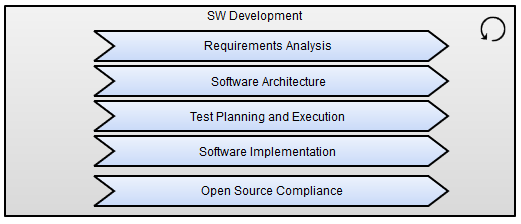 SW Development
Requirements Analysis
Software Architecture
Test Planning and Execution
Software Implementation
Open Source Compliance